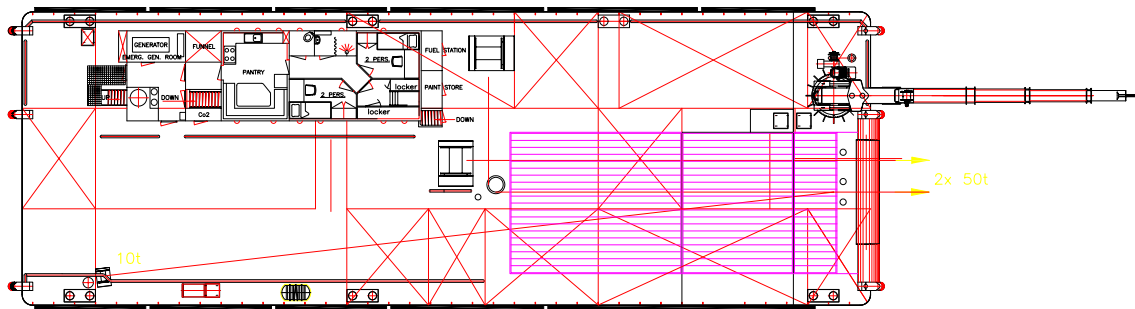 GENERATOR
EMERG. GEN. ROOM
FUNNEL
PANTRY
2 PERS.
FUEL STATION
2 PERS.
locker
PAINT STORE
UP
DOWN
Co2
locker
DOWN
2x 50t
10t